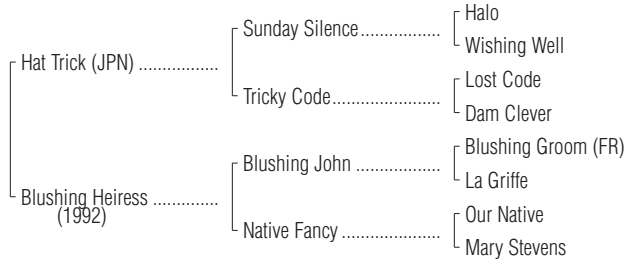 Halo
Sunday Silence..................
Wishing Well
Hat Trick (JPN) .................
Lost Code
Tricky Code........................
Dam Clever
Blushing Groom (FR)
Blushing John ...................
La Griffe
Blushing Heiress ..............
(1992)
Our Native
Native Fancy ......................
Mary Stevens